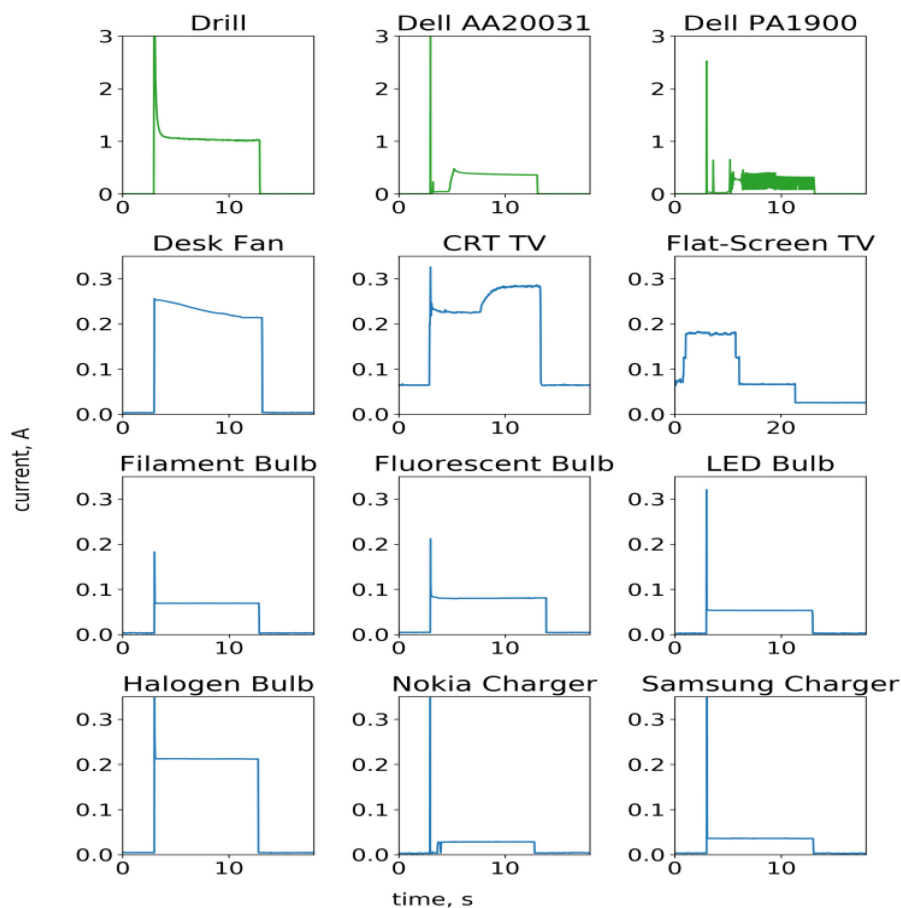 Drill Dell AA20031 Dell PA1900
3 3 3
2 2 2
1 1 1
0 0 0
0 10 0 10 0 10
Desk Fan CRT TV Flat-Screen TV
0.3 0.3 0.3
0.2 0.2 0.2
0.1 0.1 0.1
0.0 0.0 0.0
0 10 0 10 0 20
current, A
Filament Bulb Fluorescent Bulb LED Bulb
0.3 0.3 0.3
0.2 0.2 0.2
0.1 0.1 0.1
0.0 0.0 0.0
0 10 0 10 0 10
Halogen Bulb Nokia Charger Samsung Charger
0.3 0.3 0.3
0.2 0.2 0.2
0.1 0.1 0.1
0.0 0.0 0.0
0 10 0 10 0 10
time, s